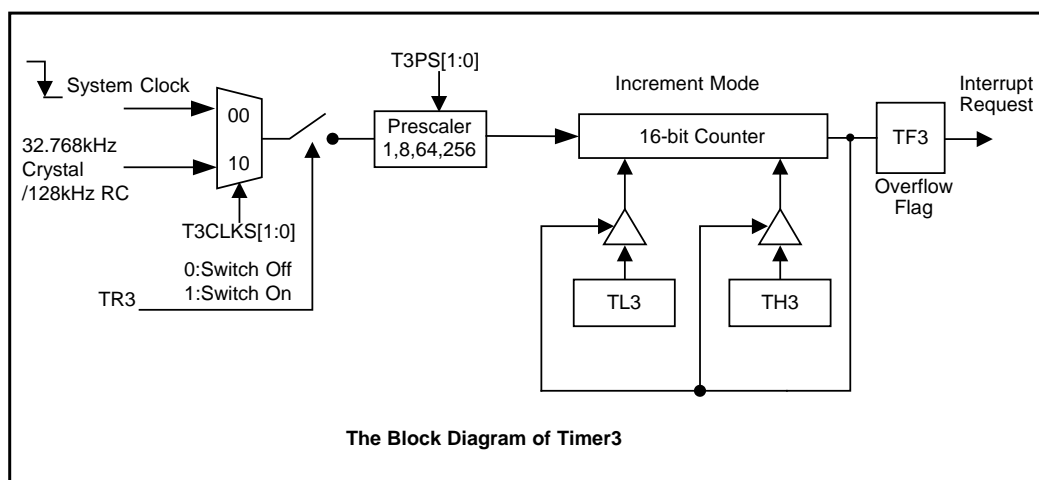 T3PS[1:0]
System Clock
Increment Mode
Interrupt
Request
00
10
Prescaler
1,8,64,256
16-bit Counter
TF3
32.768kHz
Crystal
/128kHz RC
Overflow
Flag
T3CLKS[1:0]
0:Switch Off
1:Switch On
TR3
TL3
TH3
The Block Diagram of Timer3